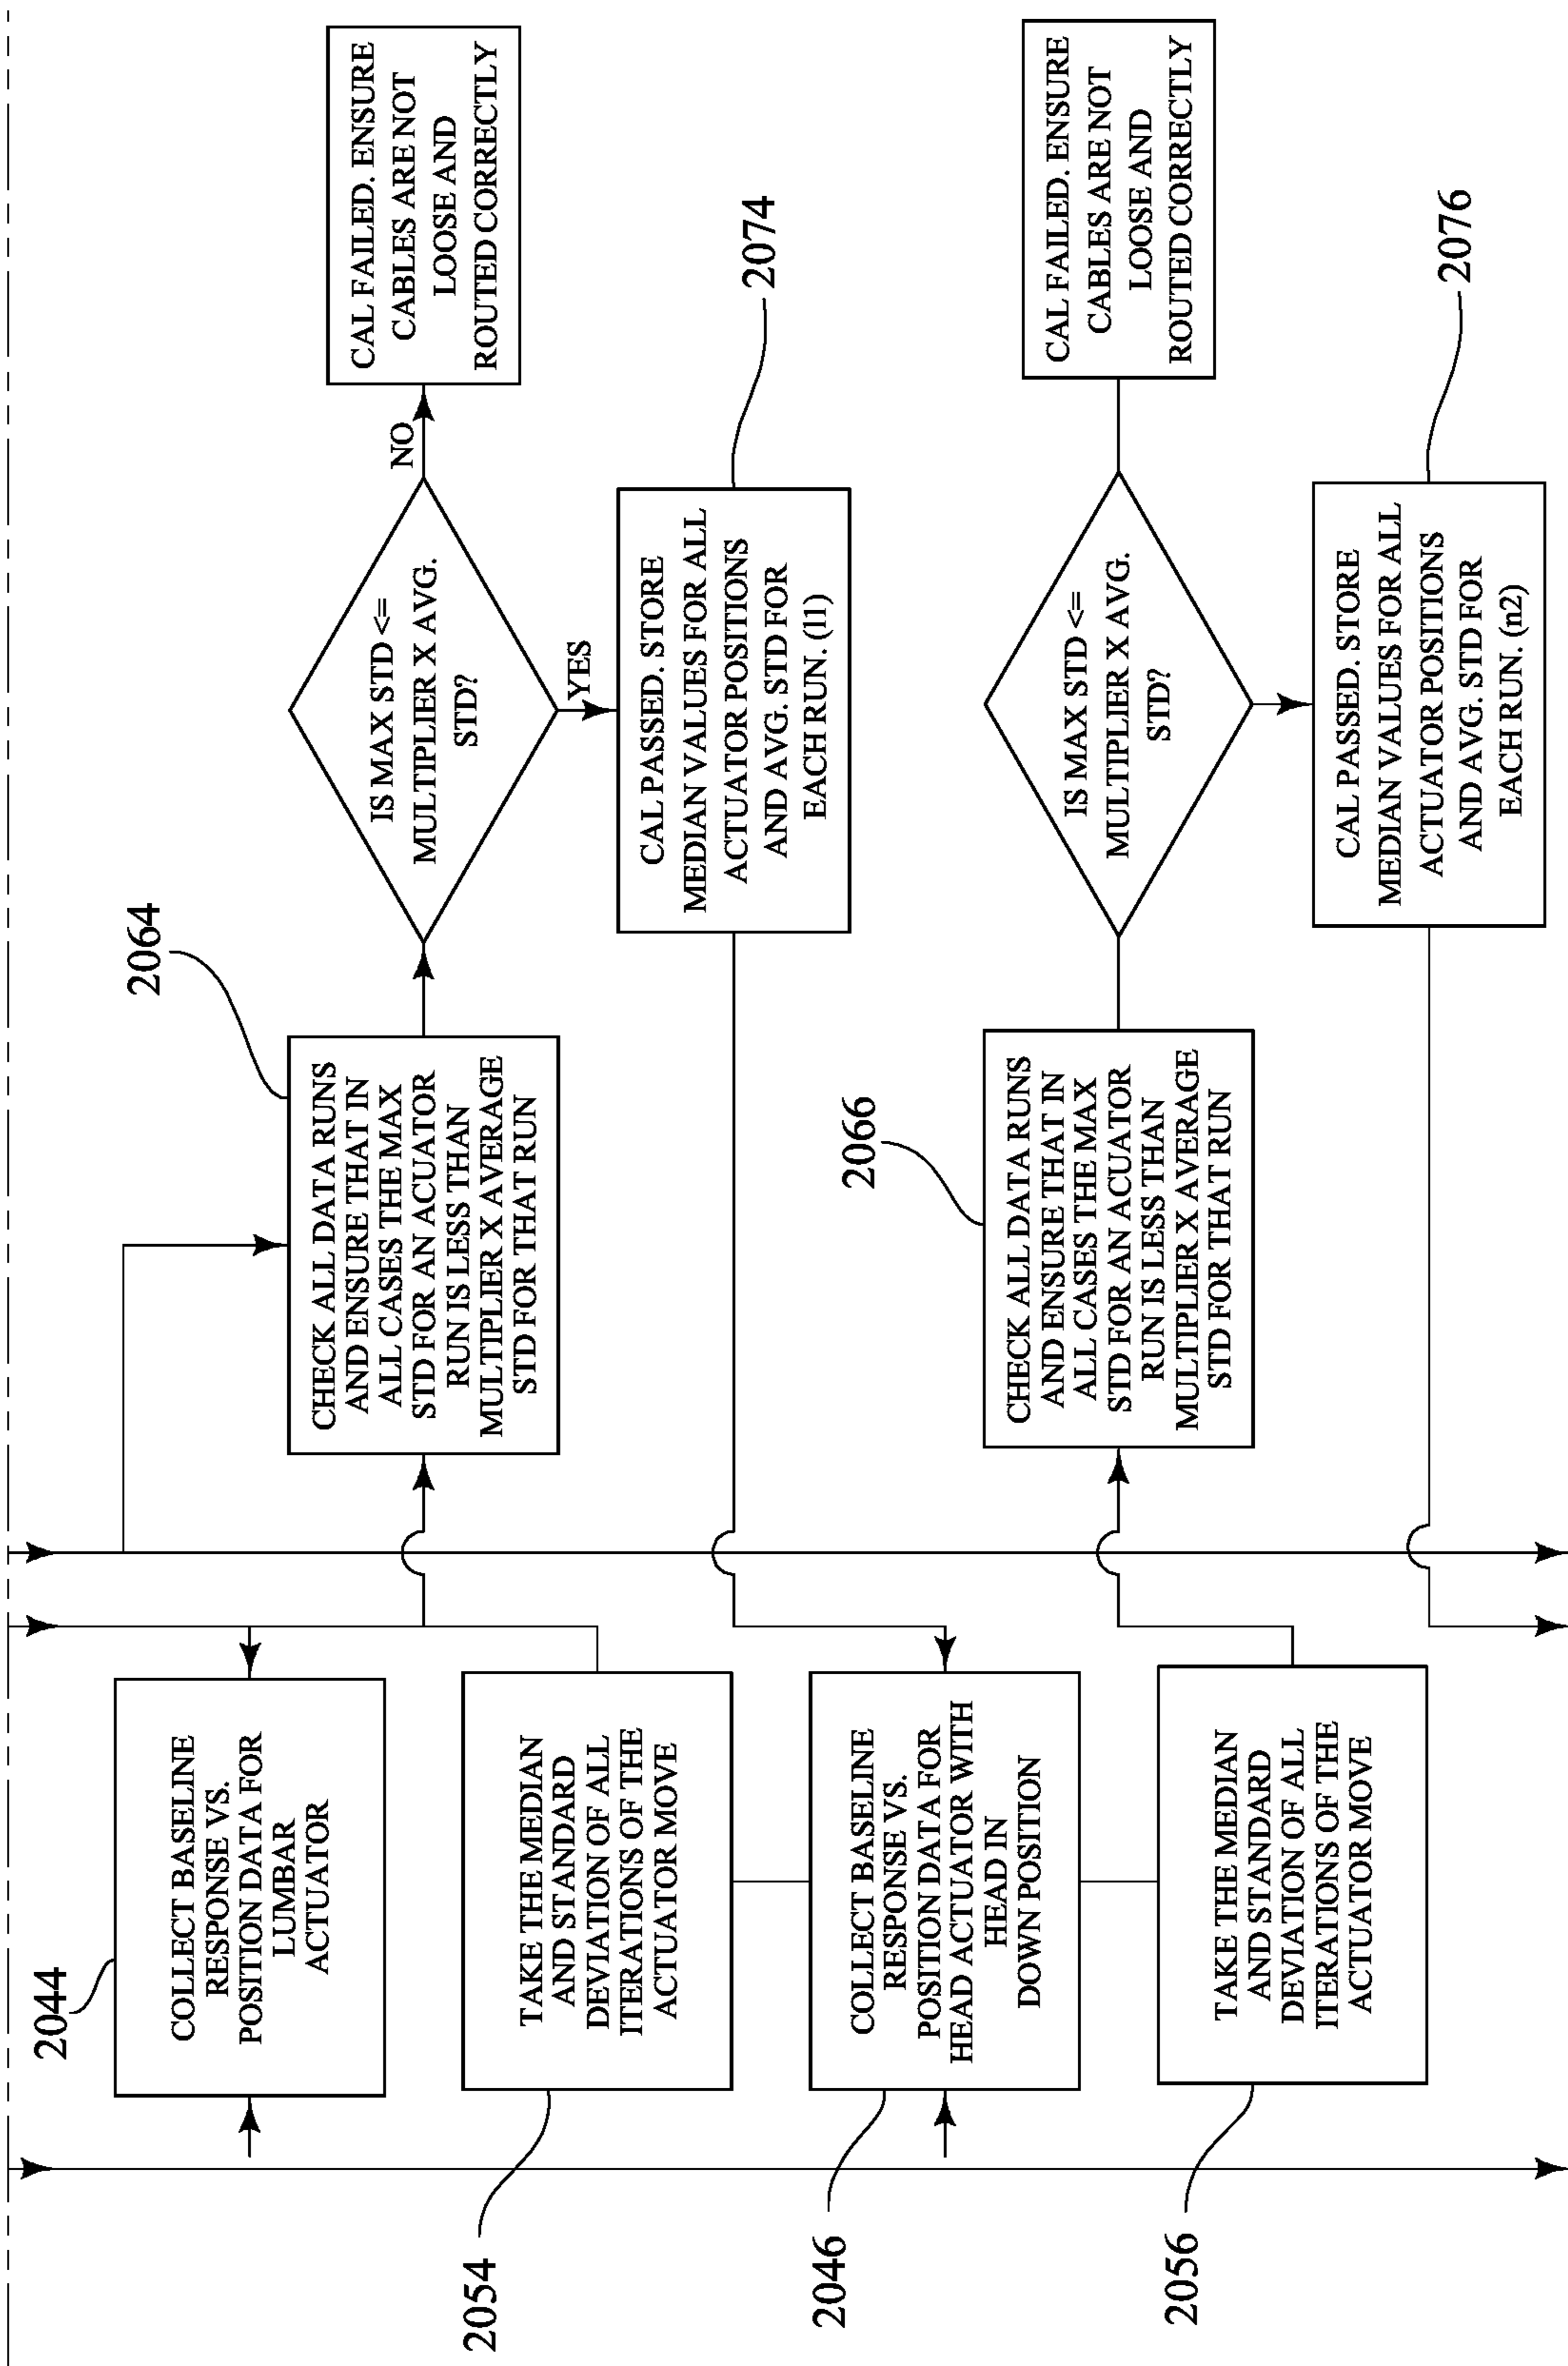 2044
COLLECT BASELINE
RESPONSE VS.
POSITION DATA FOR
LUMBAR
ACTUATOR
2054
TAKE THE MEDIAN
AND STANDARD
DEVIATION OF ALL
ITERATIONS OF THE
ACTUATOR MOVE
2064
CHECK ALL DATA RUNS
AND ENSURE THAT IN
ALL CASES THE MAX
STD FOR AN ACUATOR
RUN IS LESS THAN
MULTIPLIER X AVERAGE
STD FOR THAT RUN
IS MAX STD <=
MULTIPLIER X AVG.
STD?
NO
CAL FAILED. ENSURE
CABLES ARE NOT
LOOSE AND
ROUTED CORRECTLY
YES
CAL PASSED. STORE
MEDIAN VALUES FOR ALL
ACTUATOR POSITIONS
AND AVG. STD FOR
EACH RUN. (l1)
2074
2046
COLLECT BASELINE
RESPONSE VS.
POSITION DATA FOR
HEAD ACTUATOR WITH
HEAD IN
DOWN POSITION
2056
TAKE THE MEDIAN
AND STANDARD
DEVIATION OF ALL
ITERATIONS OF THE
ACTUATOR MOVE
2066
CHECK ALL DATA RUNS
AND ENSURE THAT IN
ALL CASES THE MAX
STD FOR AN ACUATOR
RUN IS LESS THAN
MULTIPLIER X AVERAGE
STD FOR THAT RUN
IS MAX STD <=
MULTIPLIER X AVG.
STD?
CAL FAILED. ENSURE
CABLES ARE NOT
LOOSE AND
ROUTED CORRECTLY
CAL PASSED. STORE
MEDIAN VALUES FOR ALL
ACTUATOR POSITIONS
AND AVG. STD FOR
EACH RUN. (n2)
2076